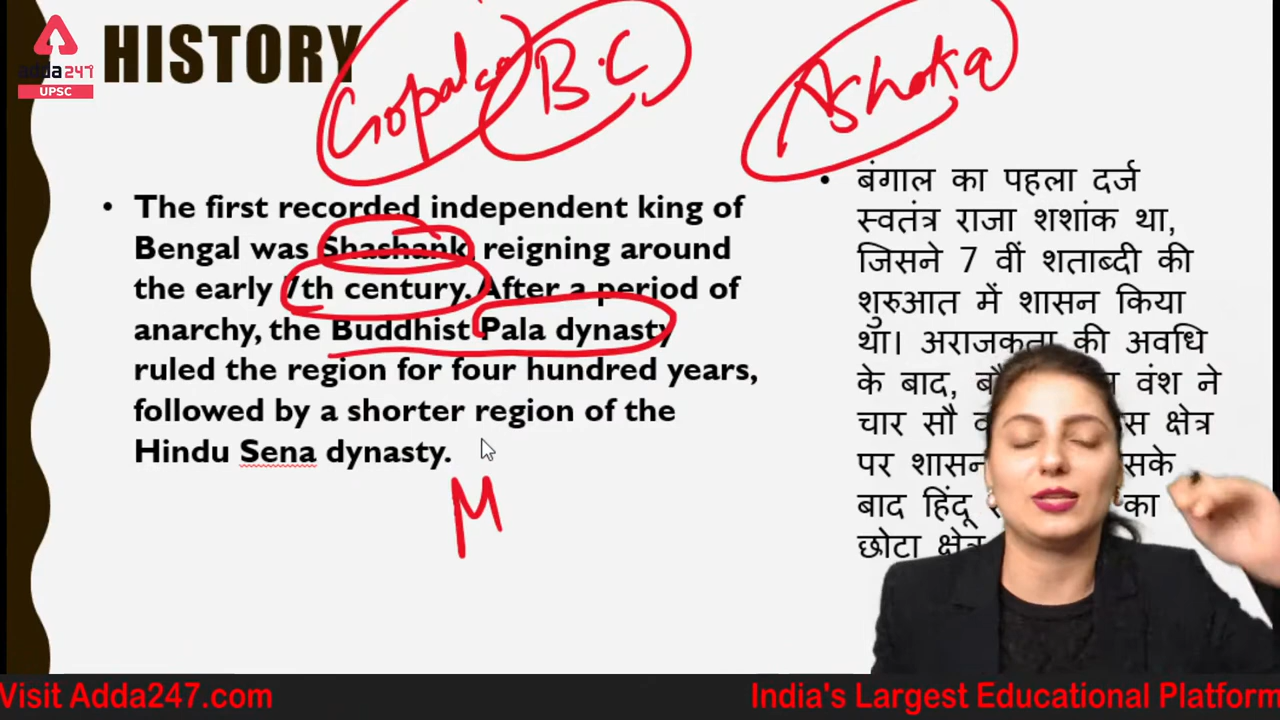 adda247
UPSC
HISTORY
Gopala
B.C
Ashoka
• The first recorded independent king of
Bengal was Shashank, reigning around
the early 7th century. After a period of
anarchy, the Buddhist Pala dynasty
ruled the region for four hundred years,
followed by a shorter region of the
Hindu Sena dynasty.
M
• बंगाल का पहला दर्ज
स्वतंत्र राजा शशांक था,
जिसने 7 वीं शताब्दी की
शुरुआत में शासन किया
था। अराजकता की अवधि
के बाद, वंश ने
चार सौ क्षेत्र
पर शासन
बाद हिंदू का
छोटा क्षेत्र
Visit Adda247.com
India's Largest Educational Platform